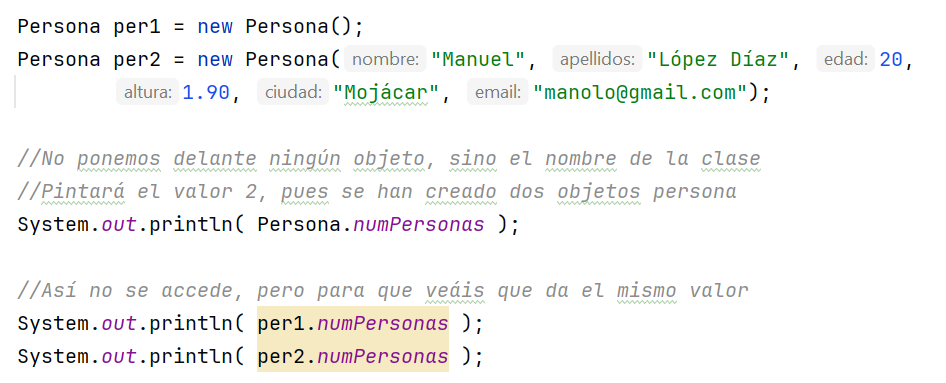 Persona per1 = new Persona();
Persona per2 = new Persona( nombre: "Manuel", apellidos: "López Díaz", edad: 20,
altura: 1.90, ciudad: "Mojácar", email: "manolo@gmail.com");
//No ponemos delante ningún objeto, sino el nombre de la clase
//Pintará el valor 2, pues se han creado dos objetos persona
System.out.println( Persona.numPersonas );
//Así no se accede, pero para que veáis que da el mismo valor
System.out.println( per1.numPersonas );
System.out.println( per2.numPersonas );